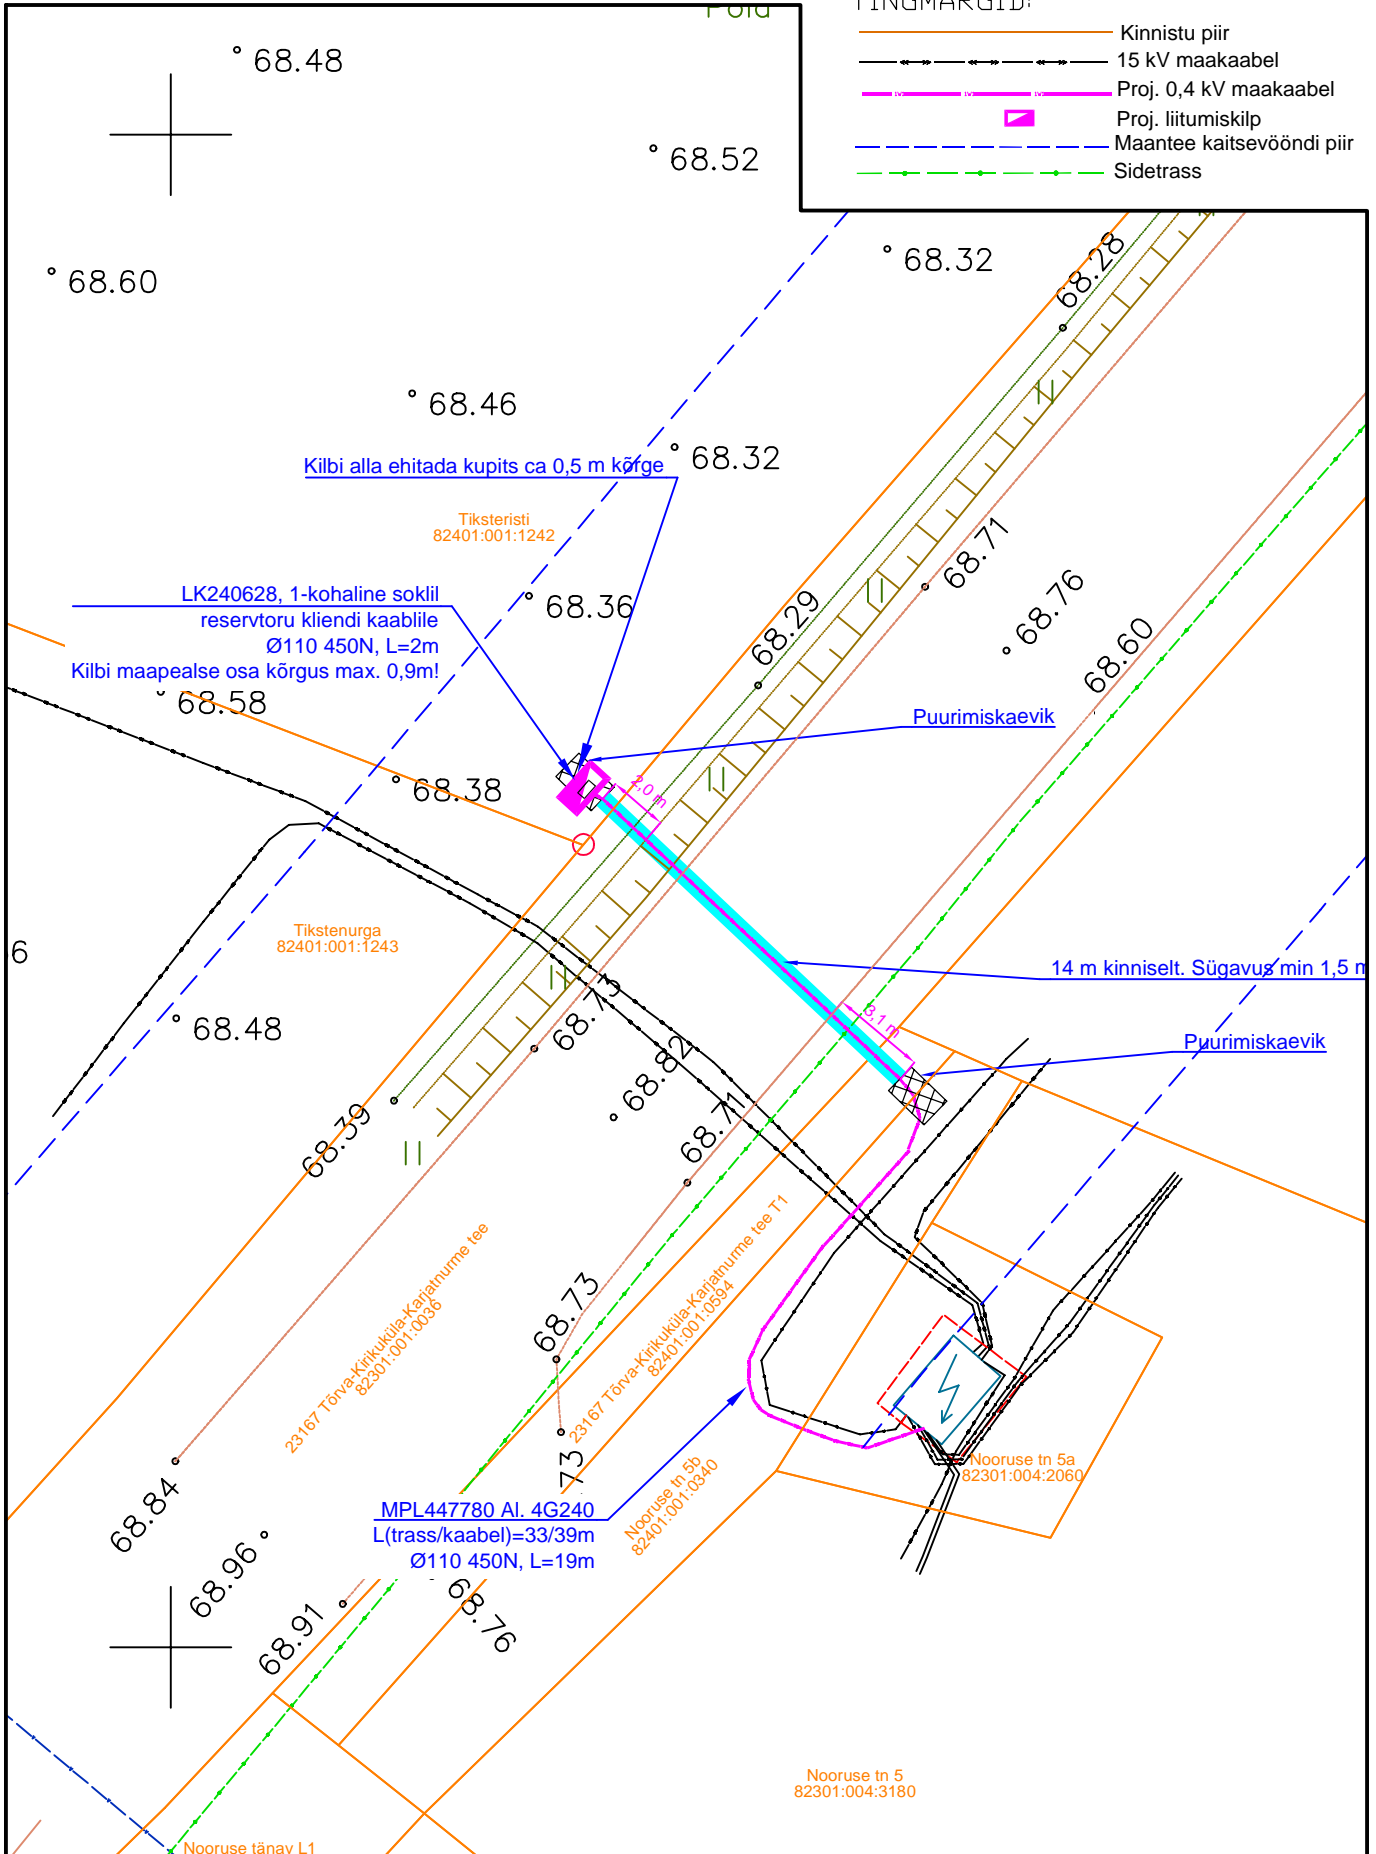 TINGMÄRGID:
Kinnistu piir
15 kV maakaabel
Proj. 0,4 kV maakaabel
Proj. liitumiskilp
Maantee kaitsevööndi piir
Sidetrass
Põld
68.48
68.52
68.60
68.32
68.28
68.46
68.32
Kilbi alla ehitada kupits ca 0,5 m kõrge
Tiksteristi
82401:001:1242
68.71
68.76
LK240628, 1-kohaline soklil
reservtoru kliendi kaablile
Ø110 450N, L=2m
Kilbi maapealse osa kõrgus max. 0,9m!
68.36
68.29
68.60
68.58
Puurimiskaevik
68.38
2,0 m
Tikstenurga
82401:001:1243
6
14 m kinniselt. Sügavus min 1,5 m
68.48
68.73
3,1 m
Puurimiskaevik
68.82
68.39
68.71
23167 Tõrva-Kirikuküla-Karjatnurme tee
82301:001:0036
23167 Tõrva-Kirikuküla-Karjatnurme tee T1
82401:001:0594
68.73
68.84
73
Nooruse tn 5b
82401:001:0340
Nooruse tn 5a
82301:004:2060
MPL447780 Al. 4G240
L(trass/kaabel)=33/39m
Ø110 450N, L=19m
68.96
68.91
68.76
Nooruse tn 5
82301:004:3180
Nooruse tänav L1